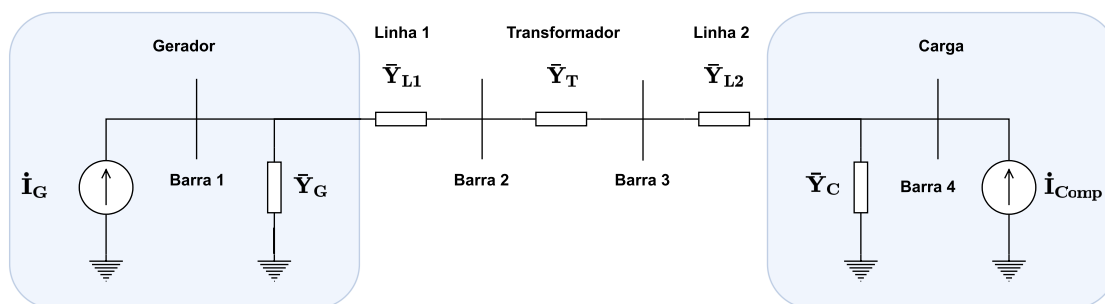 Linha 1
Transformador
Linha 2
Gerador
Carga
Ȳ_L1
Ȳ_T
Ȳ_L2
İ_G
Barra 1
Ȳ_G
Barra 2
Barra 3
Ȳ_C
Barra 4
İ_Comp